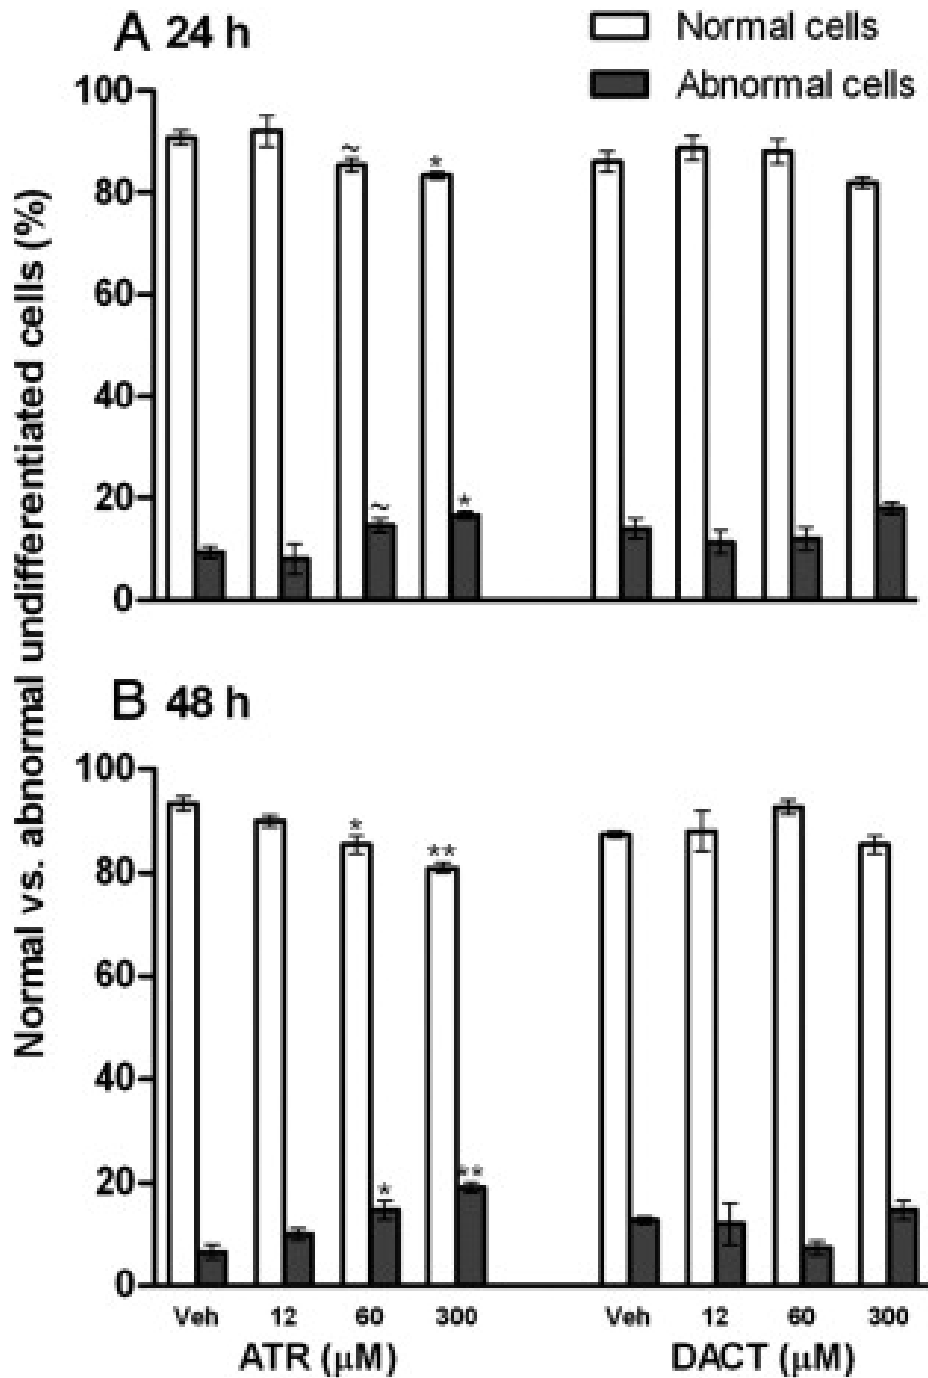 A 24 h
Normal cells
Abnormal cells
Normal vs. abnormal undifferentiated cells (%)
100
80
60
40
20
0
~
*
~
*
B 48 h
100
80
60
40
20
0
*
**
*
**
Veh 12 60 300 Veh 12 60 300
ATR (μM) DACT (μM)